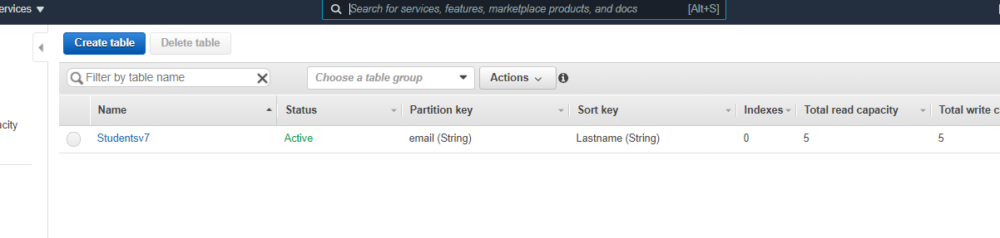 ervices Search for services, features, marketplace products, and docs [Alt+S]
Create table Delete table
Filter by table name Choose a table group Actions
Name Status Partition key Sort key Indexes Total read capacity Total write c
acity
Studentsv7 Active email (String) Lastname (String) 0 5 5